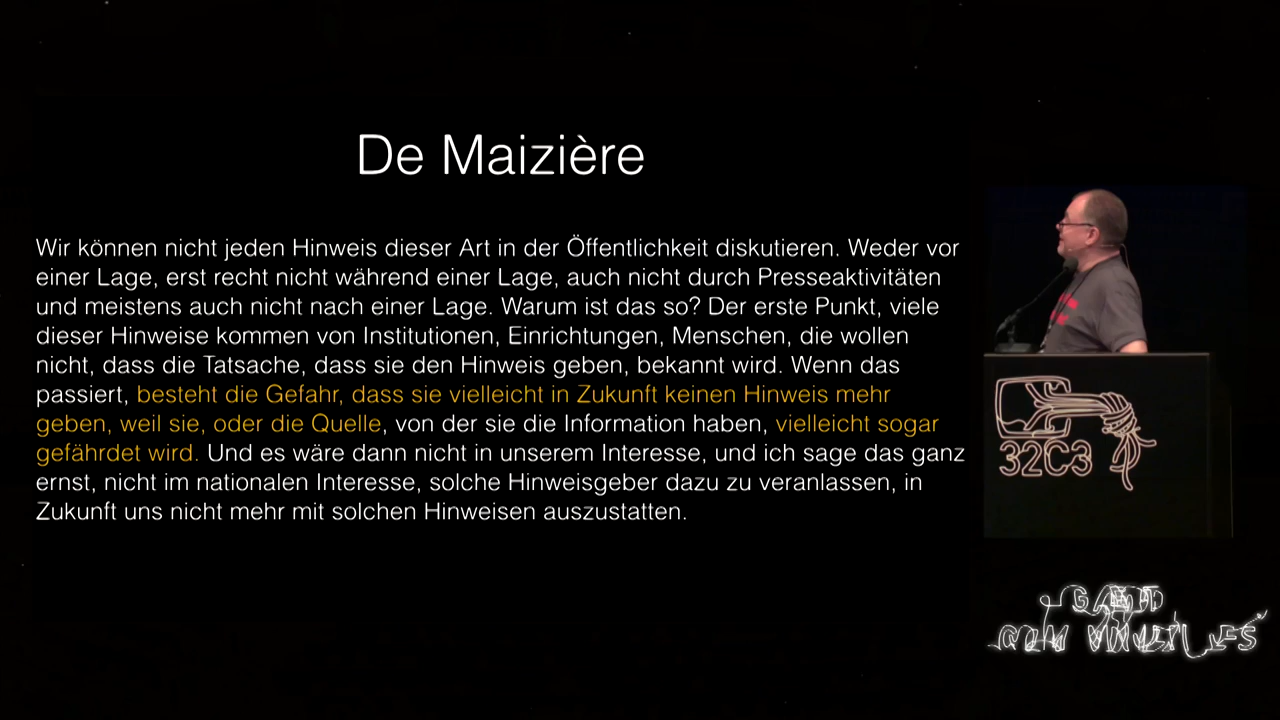 De Maizière
Wir können nicht jeden Hinweis dieser Art in der Öffentlichkeit diskutieren. Weder vor
einer Lage, erst recht nicht während einer Lage, auch nicht durch Presseaktivitäten
und meistens auch nicht nach einer Lage. Warum ist das so? Der erste Punkt, viele
dieser Hinweise kommen von Institutionen, Einrichtungen, Menschen, die wollen
nicht, dass die Tatsache, dass sie den Hinweis geben, bekannt wird. Wenn das
passiert, besteht die Gefahr, dass sie vielleicht in Zukunft keinen Hinweis mehr
geben, weil sie, oder die Quelle, von der sie die Information haben, vielleicht sogar
gefährdet wird. Und es wäre dann nicht in unserem Interesse, und ich sage das ganz
ernst, nicht im nationalen Interesse, solche Hinweisgeber dazu zu veranlassen, in
Zukunft uns nicht mehr mit solchen Hinweisen auszustatten.
32C3